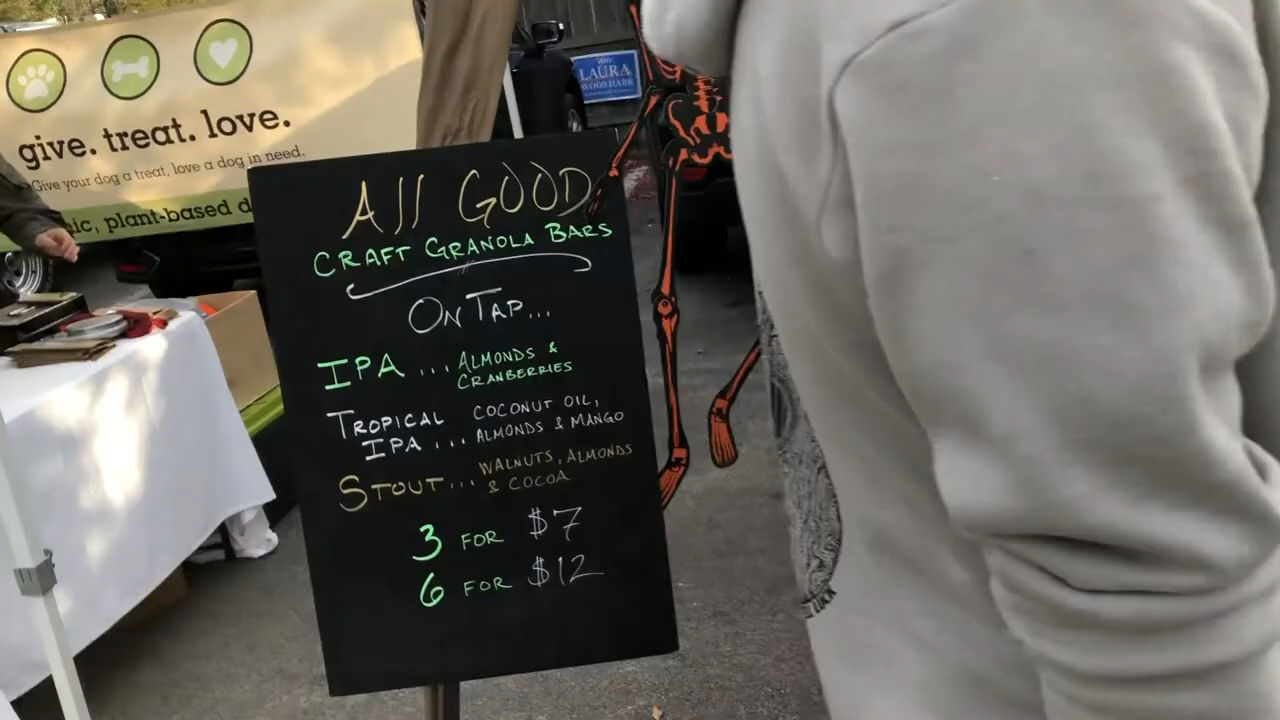 give. treat. love.
Give your dog a treat, love a dog in need.
plant-based
LAURA
All GOOD
CRAFT GRANOLA BARS
ON TAP...
IPA ... ALMONDS &
CRANBERRIES
TROPICAL COCONUT OIL,
IPA ... ALMONDS & MANGO
STOUT... WALNUTS, ALMONDS
& COCOA
3 FOR $7
6 FOR $12